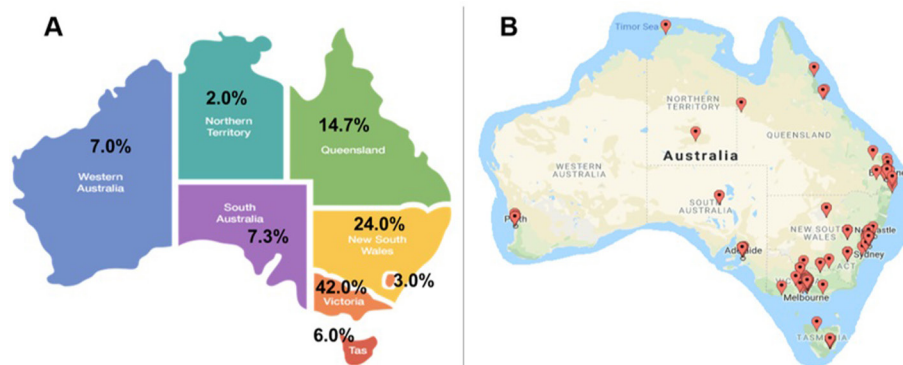 A
7.0%
Western
Australia
2.0%
Northern
Territory
14.7%
Queensland
South
Australia
7.3%
24.0%
New South
Wales
3.0%
42.0%
Victoria
6.0%
Tas
B
Timor Sea
NORTHERN
TERRITORY
QUEENSLAND
Australia
WESTERN
AUSTRALIA
SOUTH
AUSTRALIA
NEW SOUTH
WALES
Sydney
ACT
Melbourne